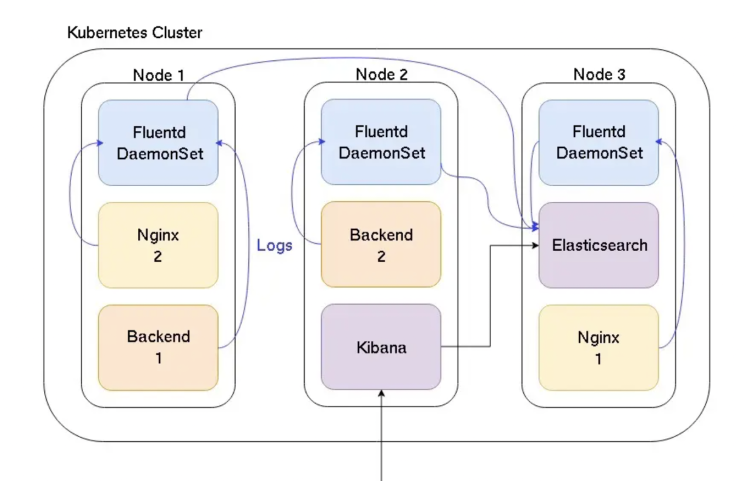 Kubernetes Cluster
Node 1
Fluentd
DaemonSet
Nginx
2
Backend
1
Logs
Node 2
Fluentd
DaemonSet
Backend
2
Kibana
Node 3
Fluentd
DaemonSet
Elasticsearch
Nginx
1